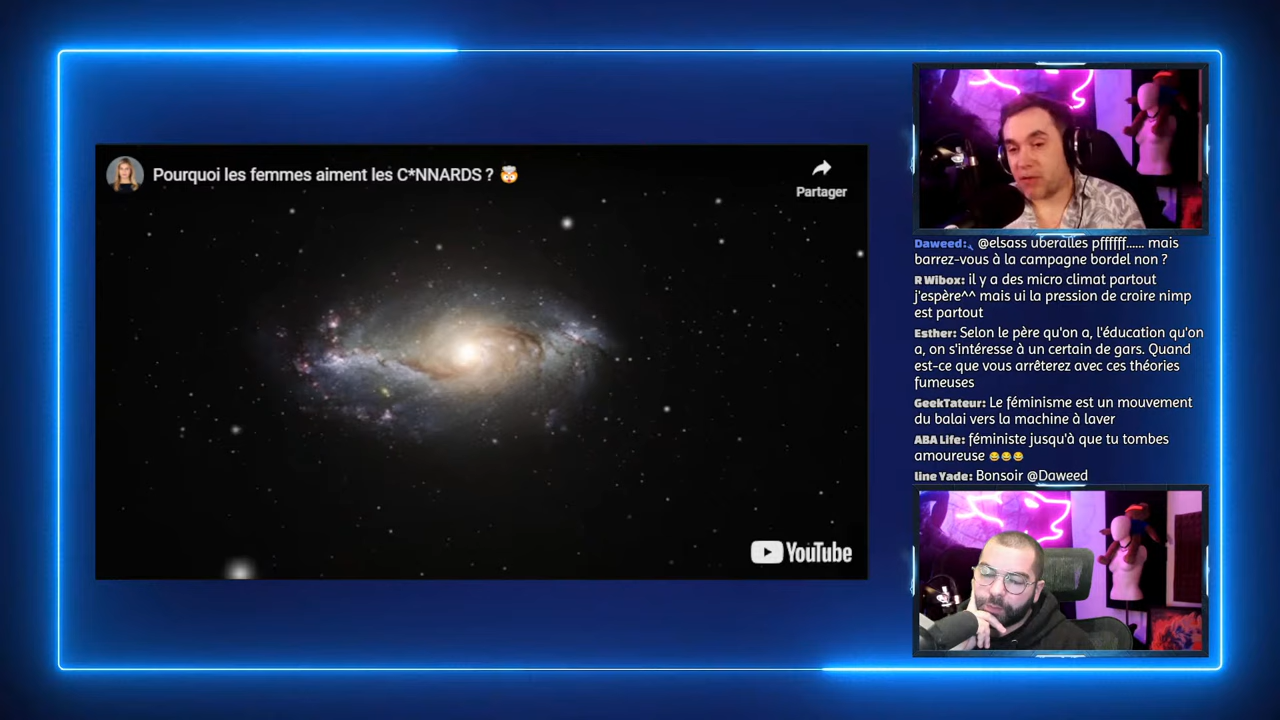 Pourquoi les femmes aiment les C*NNARDS ? 🤯
Partager
YouTube
Daweed: @elsass uberalles pffffff...... mais
barrez-vous à la campagne bordel non ?
R Wibox: il y a des micro climat partout
j'espère^^ mais ui la pression de croire nimp
est partout
Esther: Selon le père qu'on a, l'éducation qu'on
a, on s'intéresse à un certain de gars. Quand
est-ce que vous arrêterez avec ces théories
fumeuses
GeekTateur: Le féminisme est un mouvement
du balai vers la machine à laver
ABA Life: féministe jusqu'à que tu tombes
amoureuse 😂😂😂
line Yade: Bonsoir @Daweed